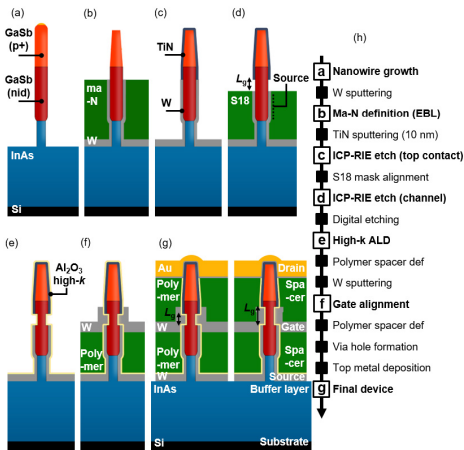 (a)
GaSb
(p+)
GaSb
(nid)
InAs
Si
(b)
ma
-N
W
(c)
TiN
W
(d)
Lg
Source
S18
(e)
Al2O3
high-k
(f)
W
Poly
-mer
(g)
Au
Drain
Poly
-mer
Spa
-cer
Lg
Lg
W
Gate
Poly
-mer
Spa
-cer
W
Source
InAs
Buffer layer
Si
Substrate
(h)
a Nanowire growth
W sputtering
b Ma-N definition (EBL)
TiN sputtering (10 nm)
c ICP-RIE etch (top contact)
S18 mask alignment
d ICP-RIE etch (channel)
Digital etching
e High-k ALD
Polymer spacer def
W sputtering
f Gate alignment
Polymer spacer def
Via hole formation
Top metal deposition
g Final device